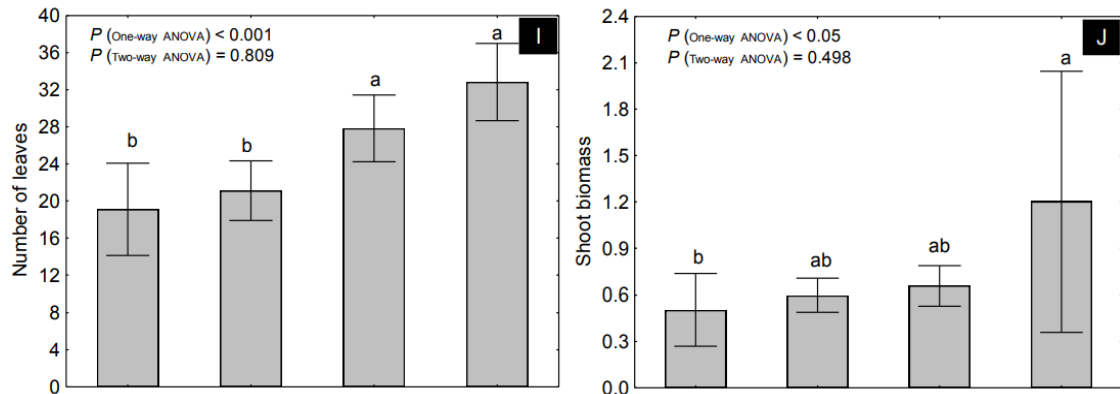 40
36
32
28
24
20
16
12
8
4
0
Number of leaves
P (One-way ANOVA) < 0.001
P (Two-way ANOVA) = 0.809
I
b
b
a
a
2.4
2.1
1.8
1.5
1.2
0.9
0.6
0.3
0.0
Shoot biomass
P (One-way ANOVA) < 0.05
P (Two-way ANOVA) = 0.498
J
b
ab
ab
a